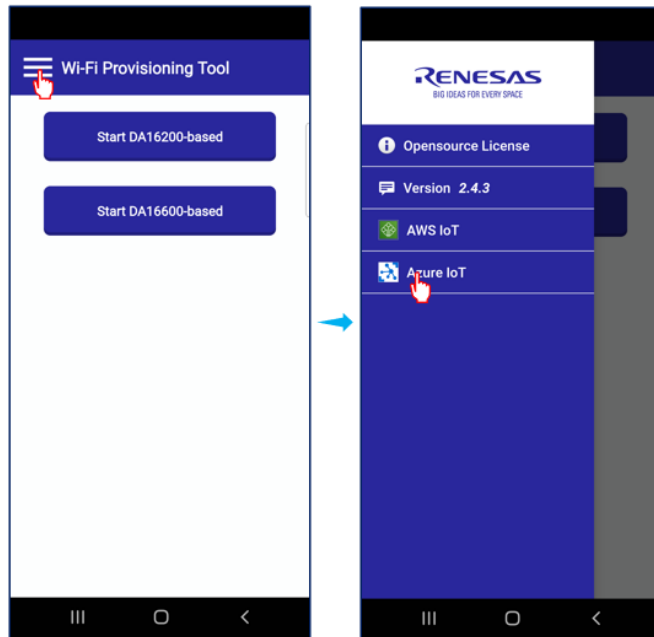 Wi-Fi Provisioning Tool
Start DA16200-based
Start DA16600-based
RENESAS
BIG IDEAS FOR EVERY SPACE
Opensource License
Version 2.4.3
AWS IoT
Azure IoT